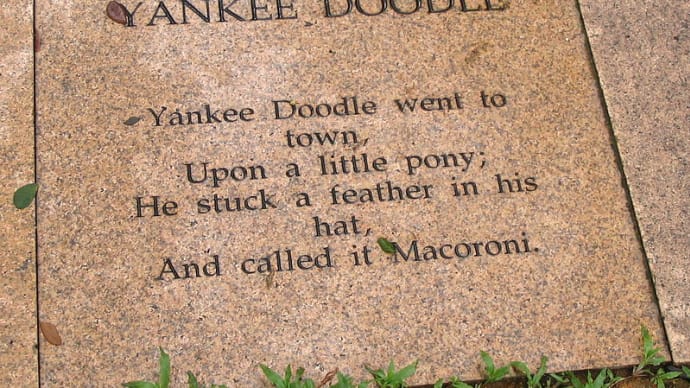 YANKEE DOODLE
Yankee Doodle went to
town,
Upon a little pony;
He stuck a feather in his
hat,
And called it Macoroni.